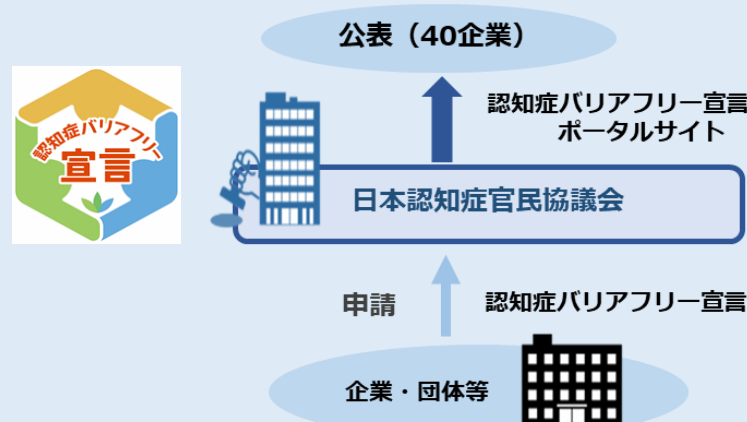 公表（40企業）
認知症バリアフリー
宣言
認知症バリアフリー宣言
ポータルサイト
日本認知症官民協議会
申請
認知症バリアフリー宣言
企業・団体等